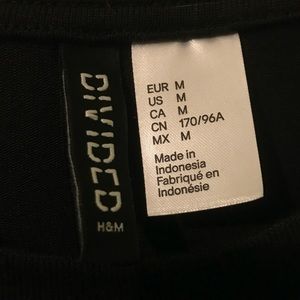 DIVIDED
H&M
EUR M
US M
CA M
CN 170/96A
MX M
Made in
Indonesia
Fabriqué en
Indonésie